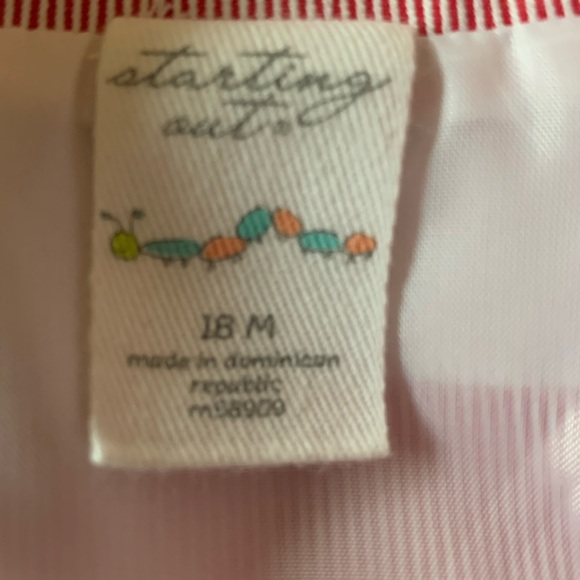 starting
out®
18 M
made in dominican
republic
rn58909